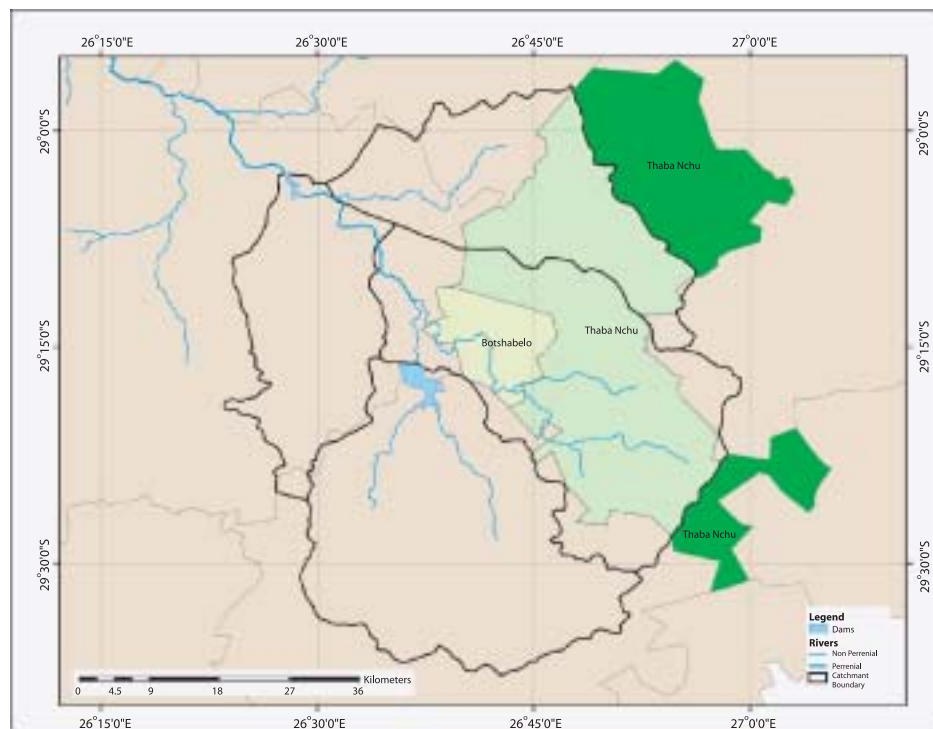 26°15'0"E 26°30'0"E 26°45'0"E 27°0'0"E
29°0'0"S 29°0'0"S
Thaba Nchu
Thaba Nchu
Botshabelo
29°15'0"S 29°15'0"S
Thaba Nchu
29°30'0"S 29°30'0"S
Legend
Dams
Rivers
Non Perrenial
Perrenial
Catchmant
Boundary
Kilometers
0 4.5 9 18 27 36
26°15'0"E 26°30'0"E 26°45'0"E 27°0'0"E